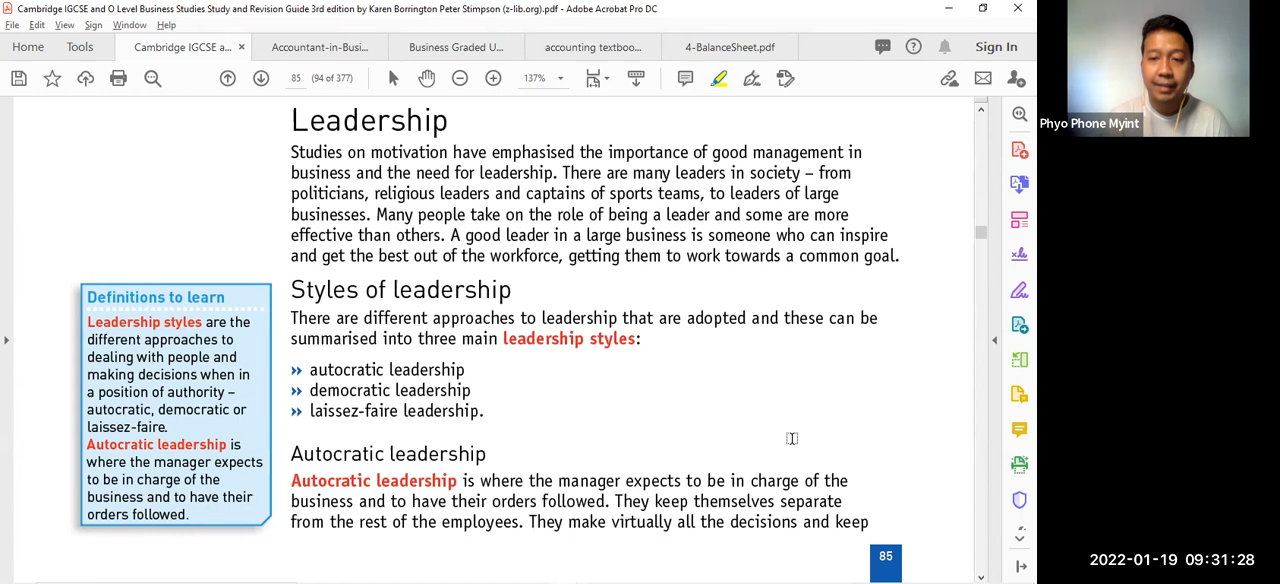 Cambridge IGCSE and O Level Business Studies Study and Revision Guide 3rd edition by Karen Borrington Peter Stimpson (z-lib.org).pdf - Adobe Acrobat Pro DC
File Edit View Sign Window Help
Home Tools Cambridge IGCSE a... × Accountant-in-Busi... Business Graded U... accounting textboo... 4-BalanceSheet.pdf Sign In
85 (94 of 377) 137%
Phyo Phone Myint
Leadership
Studies on motivation have emphasised the importance of good management in
business and the need for leadership. There are many leaders in society – from
politicians, religious leaders and captains of sports teams, to leaders of large
businesses. Many people take on the role of being a leader and some are more
effective than others. A good leader in a large business is someone who can inspire
and get the best out of the workforce, getting them to work towards a common goal.
Definitions to learn
Leadership styles are the
different approaches to
dealing with people and
making decisions when in
a position of authority –
autocratic, democratic or
laissez-faire.
Autocratic leadership is
where the manager expects
to be in charge of the
business and to have their
orders followed.
Styles of leadership
There are different approaches to leadership that are adopted and these can be
summarised into three main leadership styles:
» autocratic leadership
» democratic leadership
» laissez-faire leadership.
Autocratic leadership
Autocratic leadership is where the manager expects to be in charge of the
business and to have their orders followed. They keep themselves separate
from the rest of the employees. They make virtually all the decisions and keep
85
2022-01-19 09:31:28